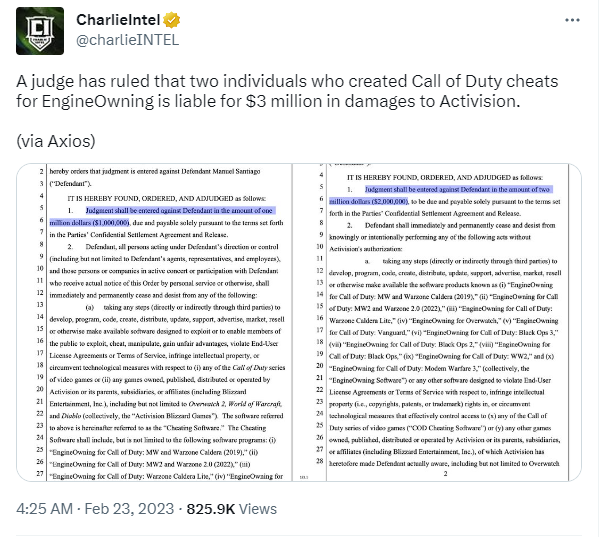 CharlieIntel
@charlieINTEL
A judge has ruled that two individuals who created Call of Duty cheats
for EngineOwning is liable for $3 million in damages to Activision.
(via Axios)
2 hereby orders that judgment is entered against Defendant Manuel Santiago
3 ("Defendant").
4 IT IS HEREBY FOUND, ORDERED, AND ADJUDGED as follows:
5 1. Judgment shall be entered against Defendant in the amount of one
6 million dollars ($1,000,000), due and payable solely pursuant to the terms set forth
7 in the Parties' Confidential Settlement Agreement and Release.
8 2. Defendant, all persons acting under Defendant's direction or control
9 (including but not limited to Defendant's agents, representatives, and employees),
10 and those persons or companies in active concert or participation with Defendant
11 who receive actual notice of this Order by personal service or otherwise, shall
12 immediately and permanently cease and desist from any of the following:
13 (a) taking any steps (directly or indirectly through third parties) to
14 develop, program, code, create, distribute, update, support, advertise, market, resell
15 or otherwise make available software designed to exploit or to enable members of
16 the public to exploit, cheat, manipulate, gain unfair advantages, violate End-User
17 License Agreements or Terms of Service, infringe intellectual property, or
18 circumvent technological measures with respect to (i) any of the Call of Duty series
19 of video games or (ii) any games owned, published, distributed or operated by
20 Activision or its parents, subsidiaries, or affiliates (including Blizzard
21 Entertainment, Inc.), including but not limited to Overwatch 2, World of Warcraft,
22 and Diablo (collectively, the "Activision Blizzard Games"). The software referred
23 to above is hereinafter referred to as the "Cheating Software." The Cheating
24 Software shall include, but is not limited to the following software programs: (i)
25 "EngineOwning for Call of Duty: MW and Warzone Caldera (2019)," (ii)
26 "EngineOwning for Call of Duty: MW2 and Warzone 2.0 (2022)," (iii)
27 "EngineOwning for Call of Duty: Warzone Caldera Lite," (iv) "EngineOwning for
4 IT IS HEREBY FOUND, ORDERED, AND ADJUDGED as follows:
5 1. Judgment shall be entered against Defendant in the amount of two
6 million dollars ($2,000,000), to be due and payable solely pursuant to the terms set
7 forth in the Parties' Confidential Settlement Agreement and Release.
8 2. Defendant shall immediately and permanently cease and desist from
9 knowingly or intentionally performing any of the following acts without
10 Activision's authorization:
11 a. taking any steps (directly or indirectly through third parties) to
12 develop, program, code, create, distribute, update, support, advertise, market, resell
13 or otherwise make available the software products known as (i) "EngineOwning
14 for Call of Duty: MW and Warzone Caldera (2019)," (ii) "EngineOwning for Call
15 of Duty: MW2 and Warzone 2.0 (2022)," (iii) "EngineOwning for Call of Duty:
16 Warzone Caldera Lite," (iv) "EngineOwning for Overwatch," (v) "EngineOwning for
17 for Call of Duty: Vanguard," (vi) "EngineOwning for Call of Duty: Black Ops 3,"
18 (vii) "EngineOwning for Call of Duty: Black Ops 2," (viii) "EngineOwning for
19 Call of Duty: Black Ops," (ix) "EngineOwning for Call of Duty: WW2," and (x)
20 "EngineOwning for Call of Duty: Modern Warfare 3," (collectively, the
21 "EngineOwning Software") or any other software designed to violate End-User
22 License Agreements or Terms of Service with respect to, infringe intellectual
23 property (i.e., copyrights, patents, or trademark) rights in, or circumvent
24 technological measures that effectively control access to (x) any of the Call of
25 Duty series of video games ("COD Cheating Software") or (y) any other games
26 owned, published, distributed or operated by Activision or its parents, subsidiaries,
27 or affiliates (including Blizzard Entertainment, Inc.), of which Activision has
28 heretofore made Defendant actually aware, including but not limited to Overwatch
2
4:25 AM · Feb 23, 2023 · 825.9K Views